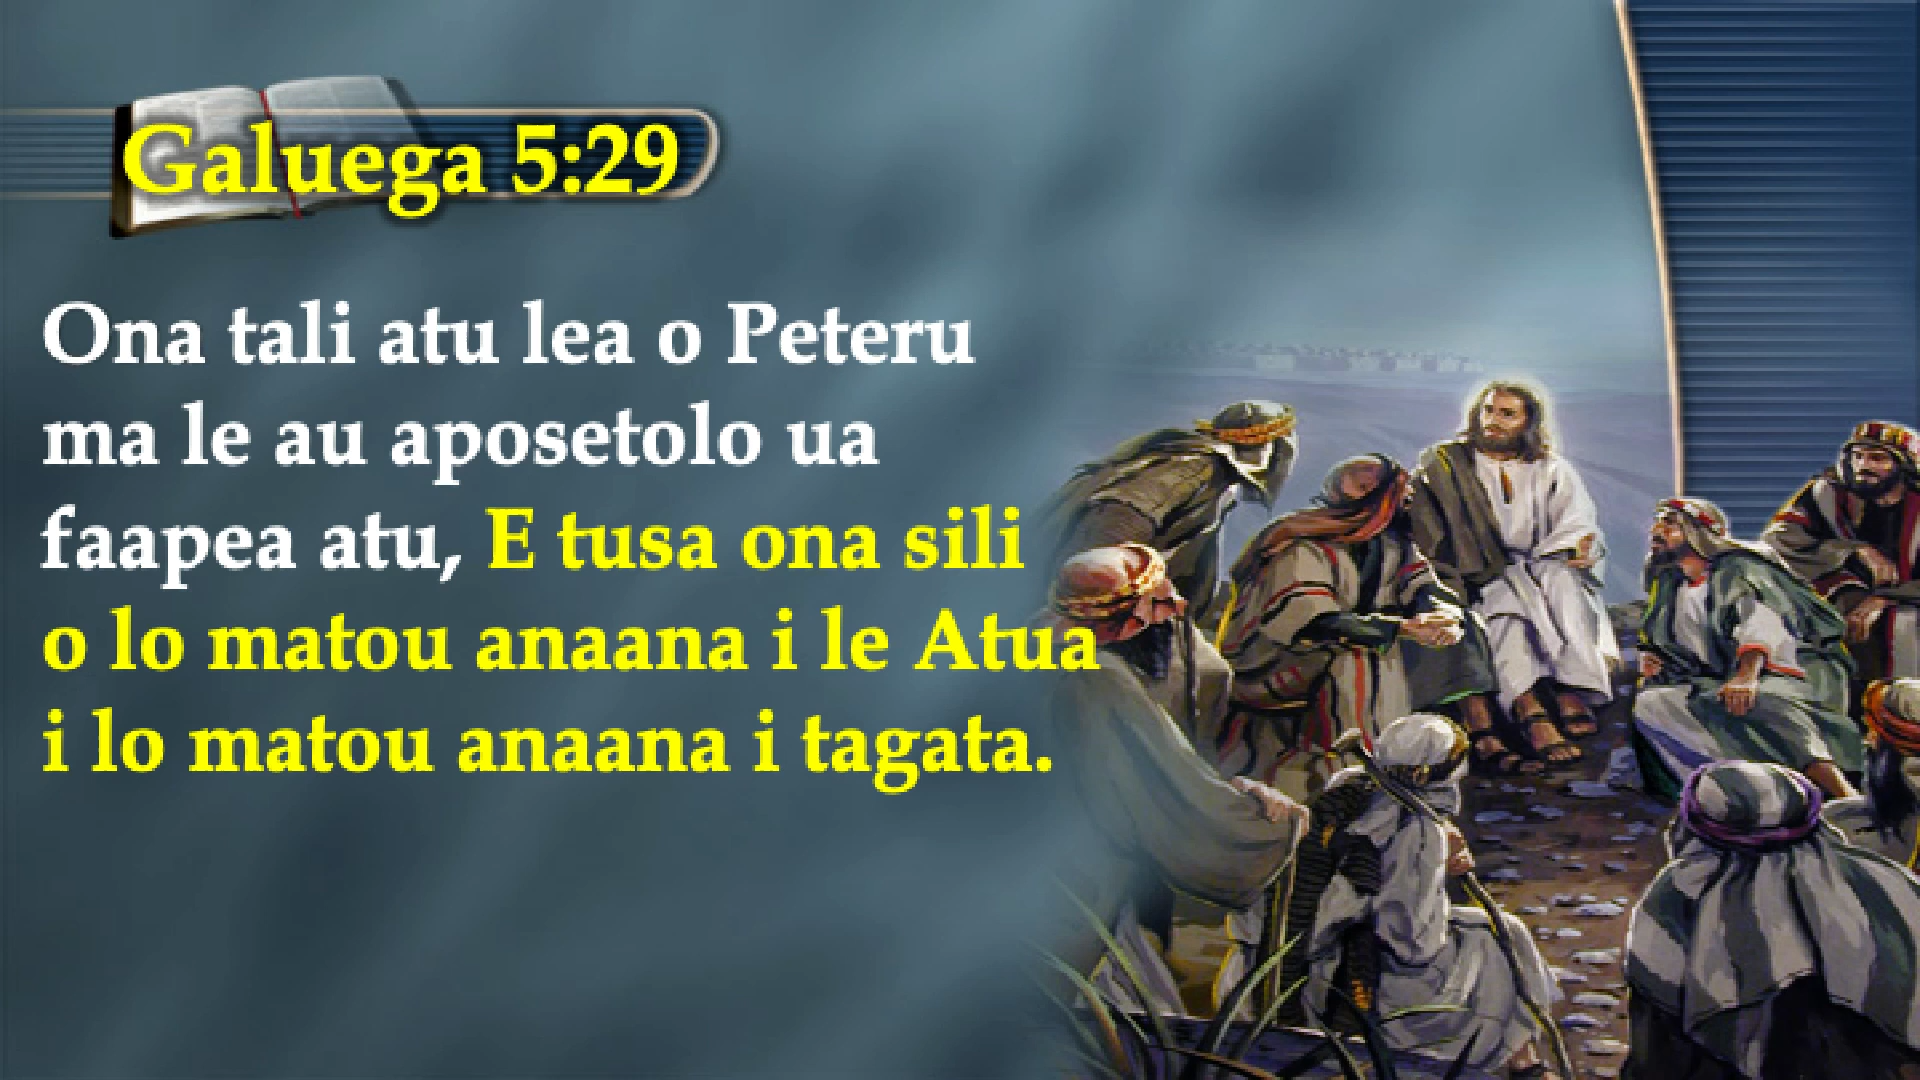 Galuega 5:29
Ona tali atu lea o Peteru
ma le au aposetolo ua
faapea atu, E tusa ona sili
o lo matou anaana i le Atua
i lo matou anaana i tagata.